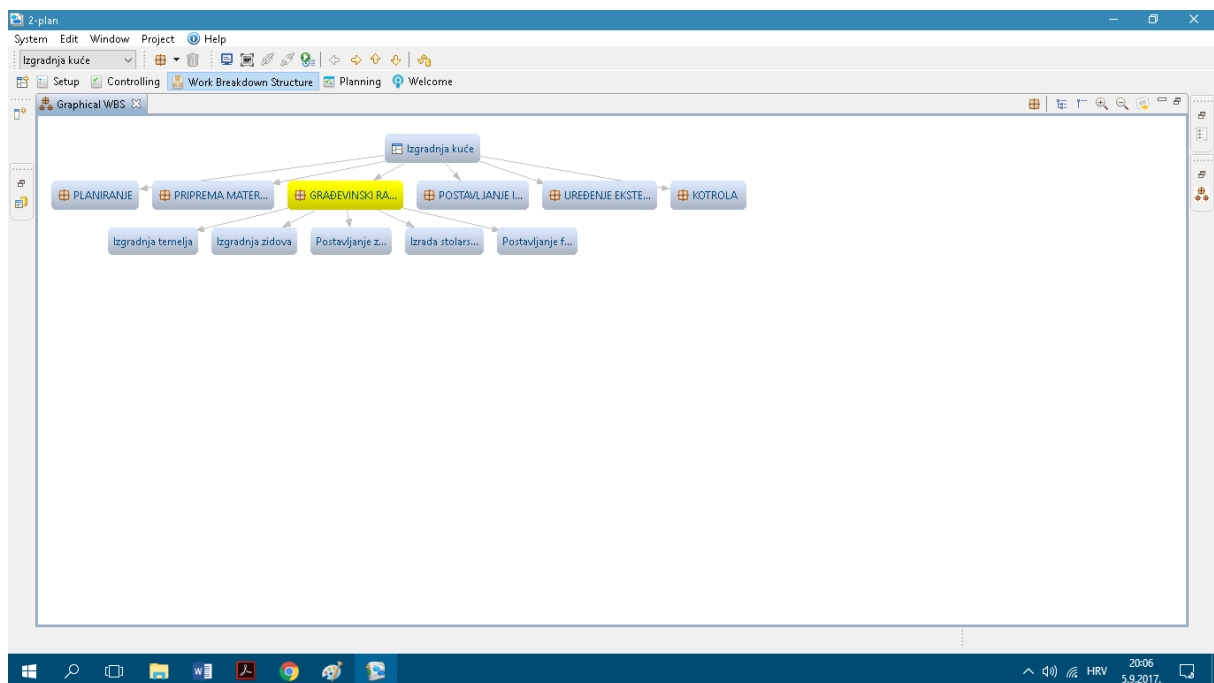 2-plan
System Edit Window Project Help
Izgradnja kuće
Setup Controlling Work Breakdown Structure Planning Welcome
Graphical WBS
Izgradnja kuće
PLANIRANJE PRIPREMA MATER... GRAĐEVINSKI RA... POSTAVLJANJE I... UREĐENJE EKSTE... KOTROLA
Izgradnja temelja Izgradnja zidova Postavljanje z... Izrada stolars... Postavljanje f...
HRV 20:06
5.9.2017.